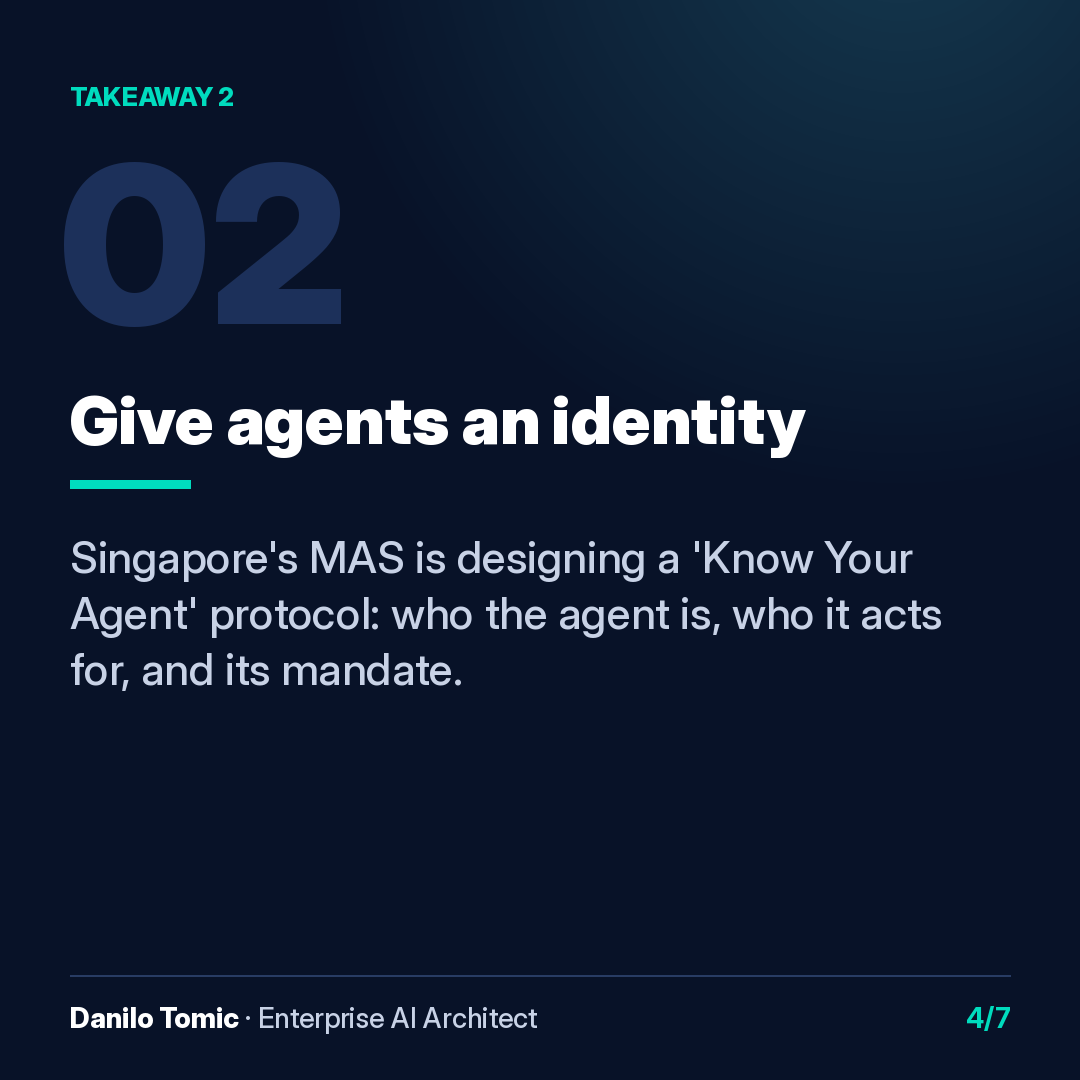 TAKEAWAY 2
02
Give agents an identity
Singapore's MAS is designing a 'Know Your
Agent' protocol: who the agent is, who it acts
for, and its mandate.
Danilo Tomic · Enterprise AI Architect
4/7